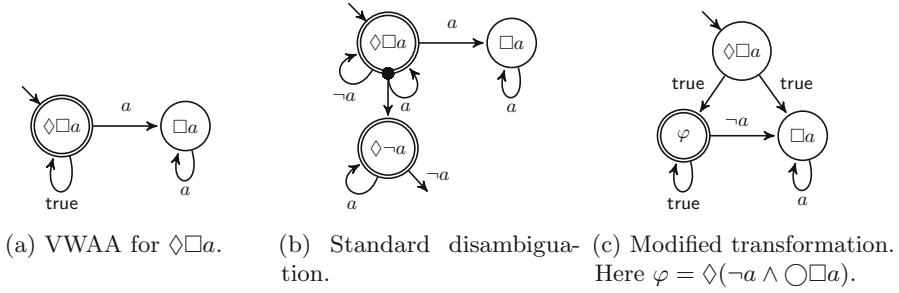 ◊□a
a
□a
true
a
◊□a
a
□a
¬a
a
a
◊¬a
a
¬a
◊□a
true
true
φ
¬a
□a
true
a
(a) VWAA for ◊□a.
(b) Standard disambigua-
tion.
(c) Modified transformation.
Here φ = ◊(¬a ∧ ◯□a).